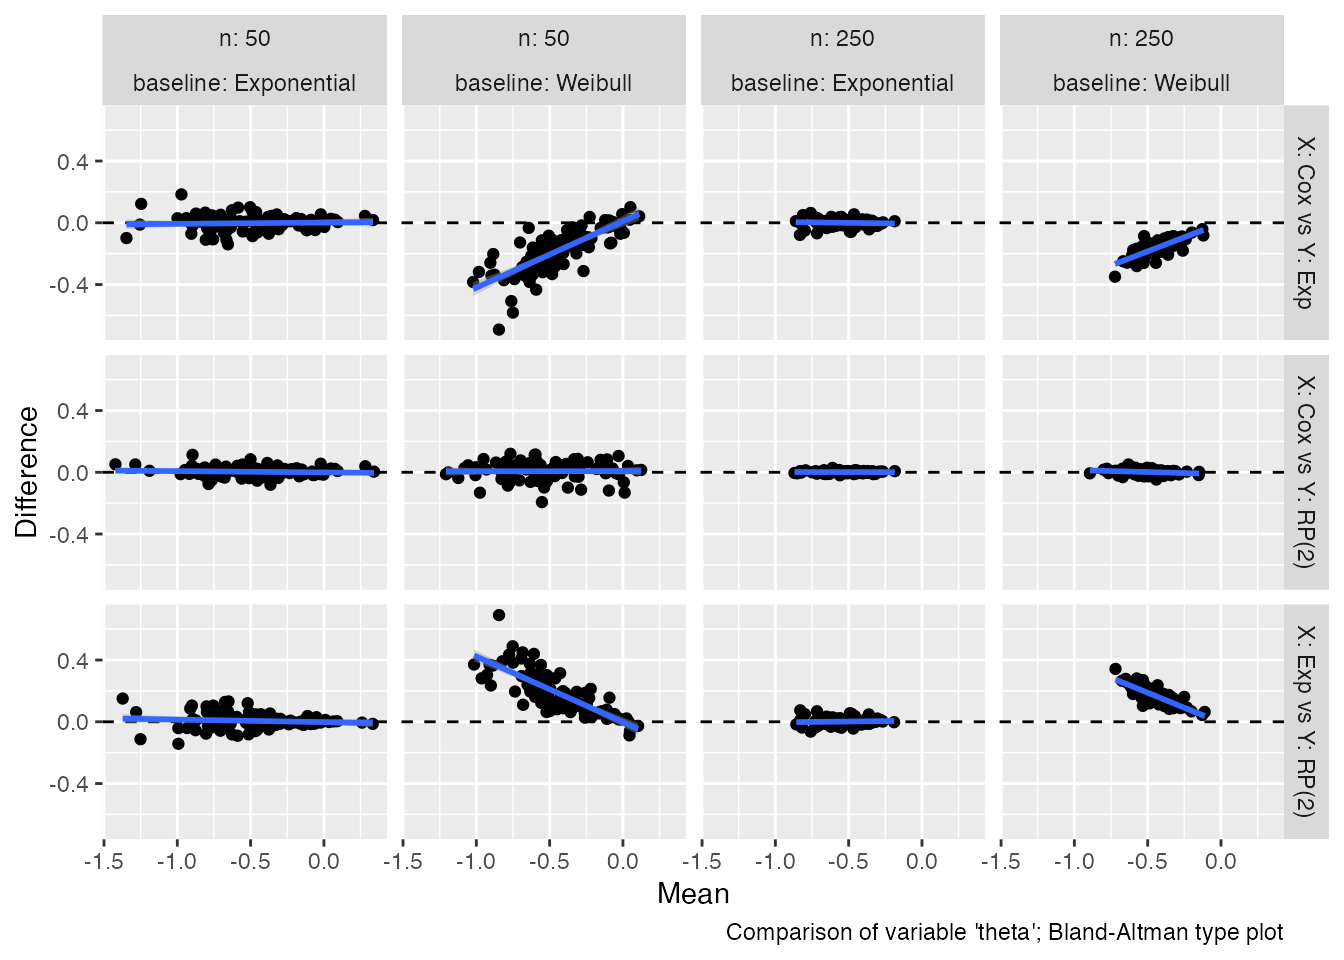 n: 50
n: 50
n: 250
n: 250
baseline: Exponential
baseline: Weibull
baseline: Exponential
baseline: Weibull
0.4
0.0
-0.4
X: Cox vs Y: Exp
0.4
0.0
-0.4
X: Cox vs Y: RP(2)
0.4
0.0
-0.4
X: Exp vs Y: RP(2)
Difference
-1.5 -1.0 -0.5 0.0
-1.5 -1.0 -0.5 0.0
-1.5 -1.0 -0.5 0.0
-1.5 -1.0 -0.5 0.0
Mean
Comparison of variable 'theta'; Bland-Altman type plot